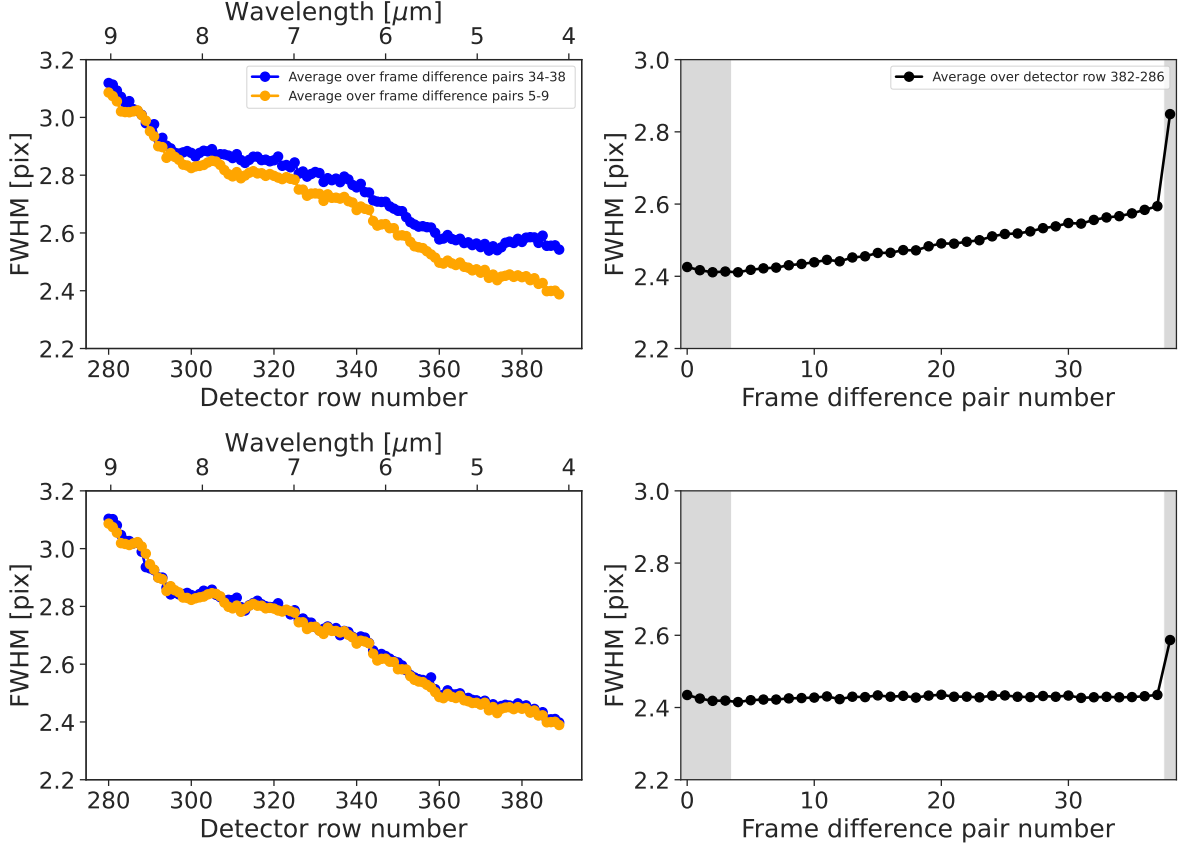 Wavelength [μm]
9 8 7 6 5 4
3.2
3.0
2.8
2.6
2.4
2.2
FWHM [pix]
Average over frame difference pairs 34-38
Average over frame difference pairs 5-9
280 300 320 340 360 380
Detector row number
3.0
2.8
2.6
2.4
2.2
FWHM [pix]
Average over detector row 382-286
0 10 20 30
Frame difference pair number
Wavelength [μm]
9 8 7 6 5 4
3.2
3.0
2.8
2.6
2.4
2.2
FWHM [pix]
280 300 320 340 360 380
Detector row number
3.0
2.8
2.6
2.4
2.2
FWHM [pix]
0 10 20 30
Frame difference pair number